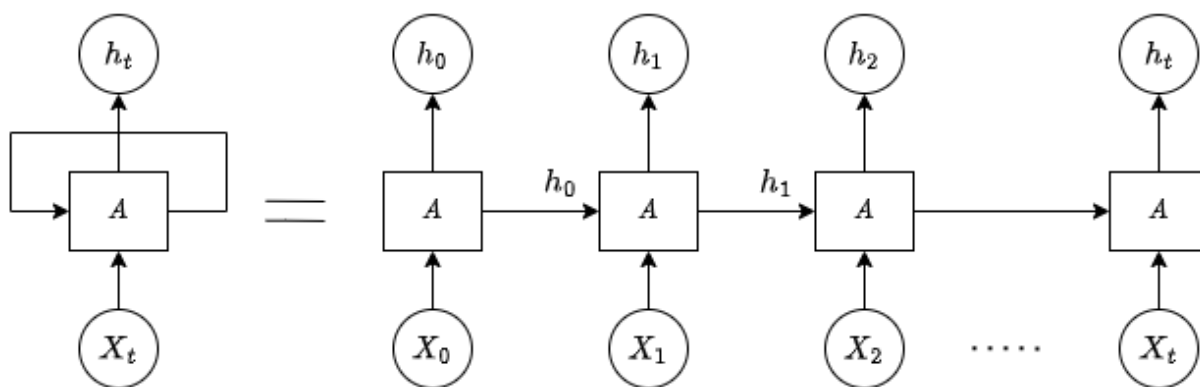 h_t h_0 h_1 h_2 h_t
h_0 h_1
A = A A A A
X_t X_0 X_1 X_2 ····· X_t